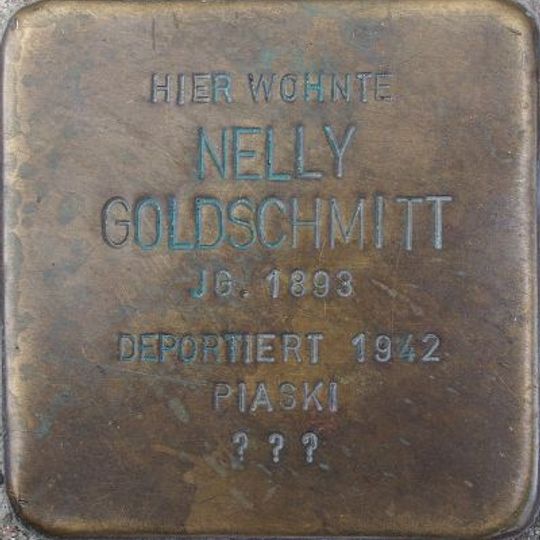 HIER WOHNTE
NELLY
GOLDSCHMITT
JG. 1893
DEPORTIERT 1942
PIASKI
? ? ?